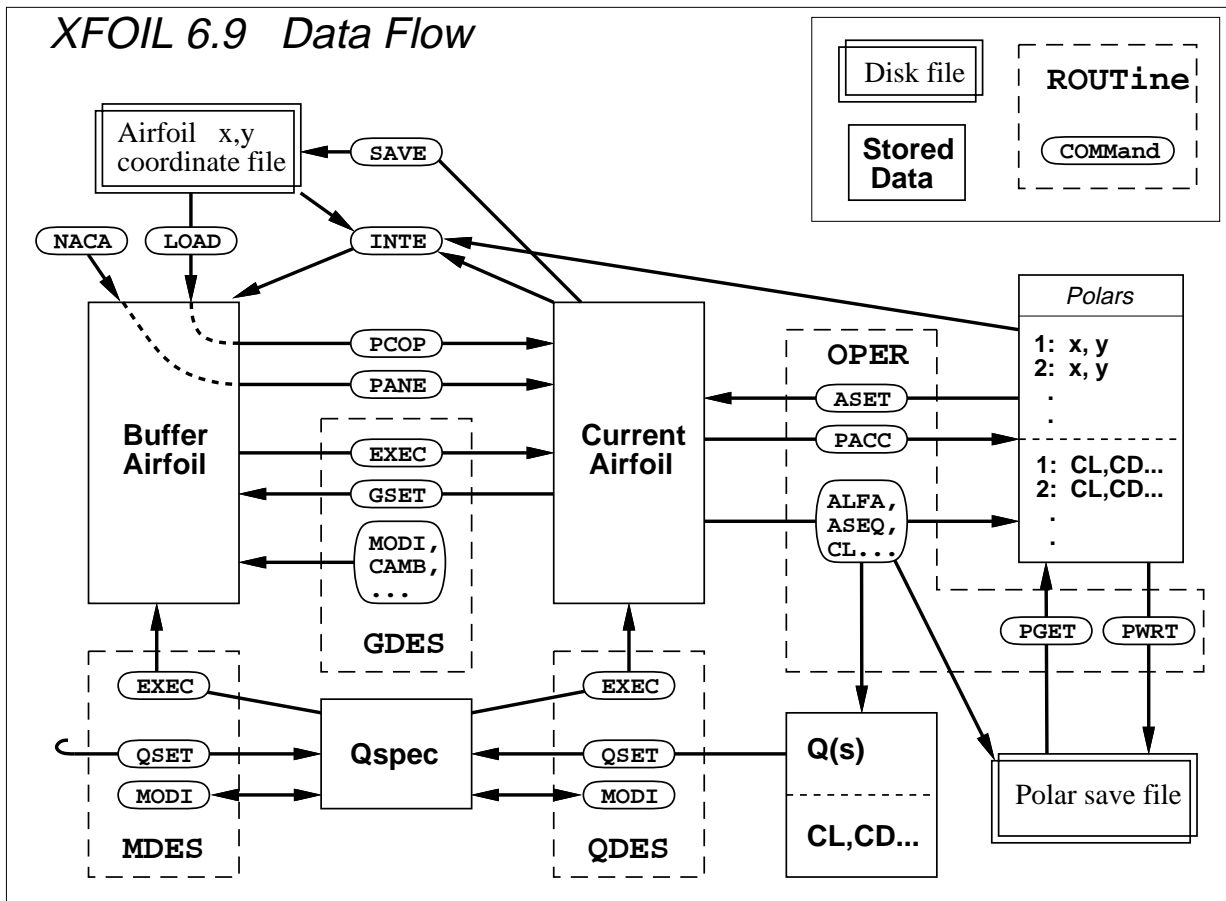 XFOIL 6.9 Data Flow
Disk file
ROUTine
Stored
Data
COMMand
Airfoil x,y
coordinate file
SAVE
NACA
LOAD
INTE
Polars
1: x, y
2: x, y
.
.
1: CL,CD...
2: CL,CD...
.
.
PCOP
PANE
OPER
ASET
PACC
Buffer
Airfoil
Current
Airfoil
EXEC
GSET
MODI,
CAMB,
...
GDES
ALFA,
ASEQ,
CL...
PGET
PWRT
EXEC
QSET
MODI
MDES
Qspec
EXEC
QSET
MODI
QDES
Q(s)
CL,CD...
Polar save file